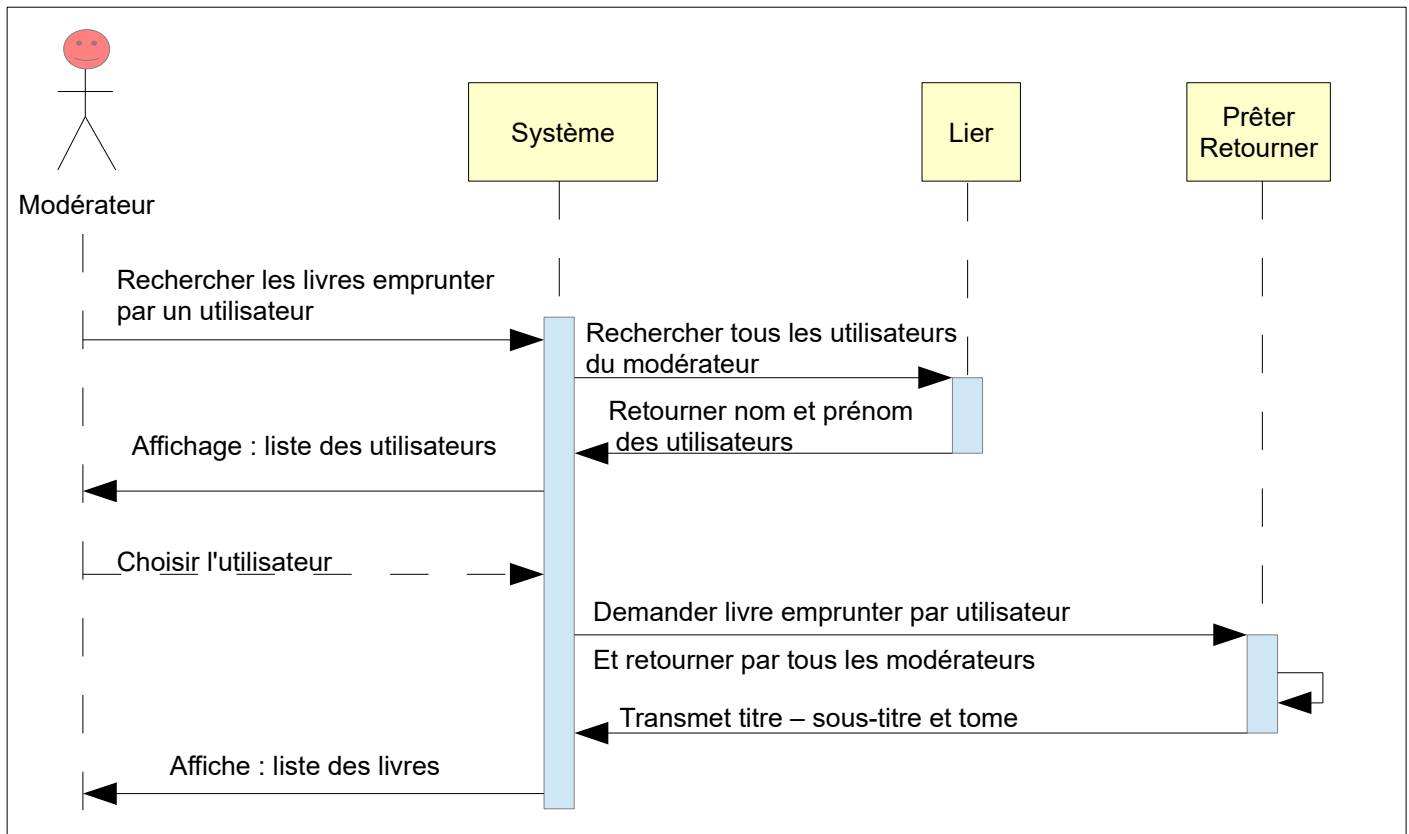 Système
Lier
Prêter
Retourner
Modérateur
Rechercher les livres emprunter
par un utilisateur
Rechercher tous les utilisateurs
du modérateur
Retourner nom et prénom
des utilisateurs
Affichage : liste des utilisateurs
Choisir l'utilisateur
Demander livre emprunter par utilisateur
Et retourner par tous les modérateurs
Transmet titre – sous-titre et tome
Affiche : liste des livres